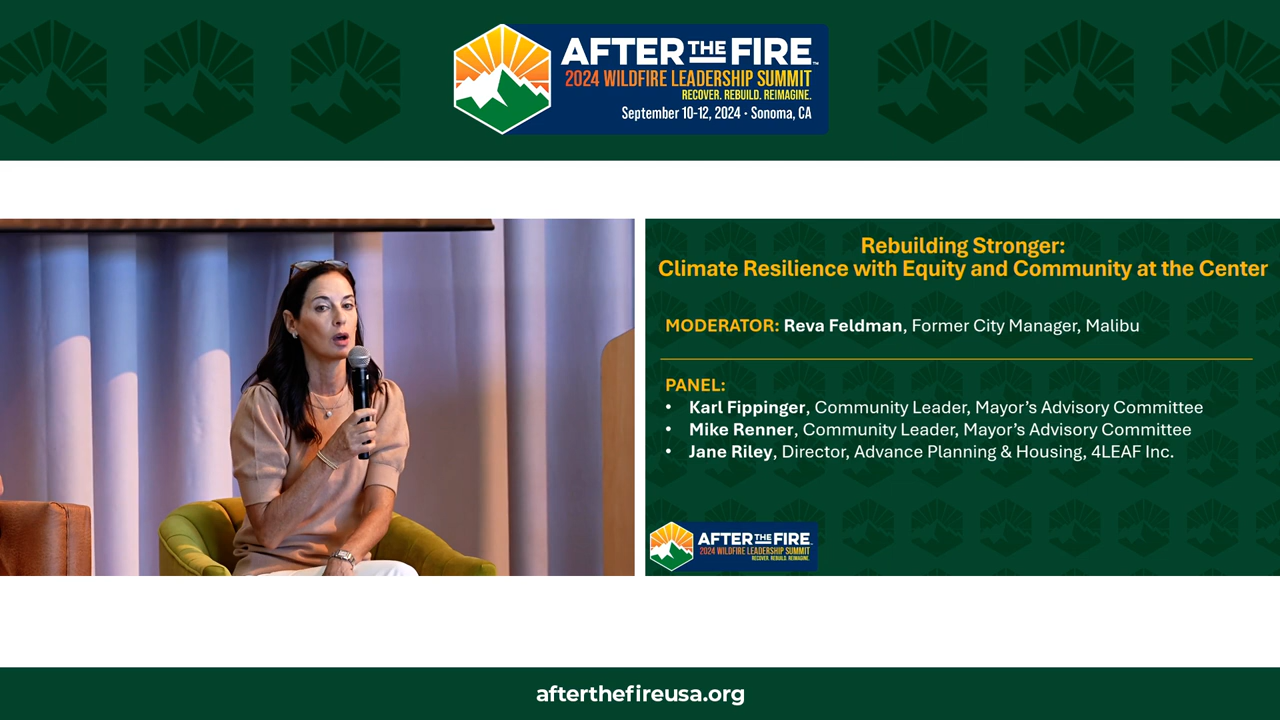 AFTER THE FIRE™
2024 WILDFIRE LEADERSHIP SUMMIT
RECOVER. REBUILD. REIMAGINE.
September 10-12, 2024 · Sonoma, CA
Rebuilding Stronger:
Climate Resilience with Equity and Community at the Center
MODERATOR: Reva Feldman, Former City Manager, Malibu
PANEL:
• Karl Fippinger, Community Leader, Mayor's Advisory Committee
• Mike Renner, Community Leader, Mayor's Advisory Committee
• Jane Riley, Director, Advance Planning & Housing, 4LEAF Inc.
AFTER THE FIRE™
2024 WILDFIRE LEADERSHIP SUMMIT
RECOVER. REBUILD. REIMAGINE.
afterthefireusa.org